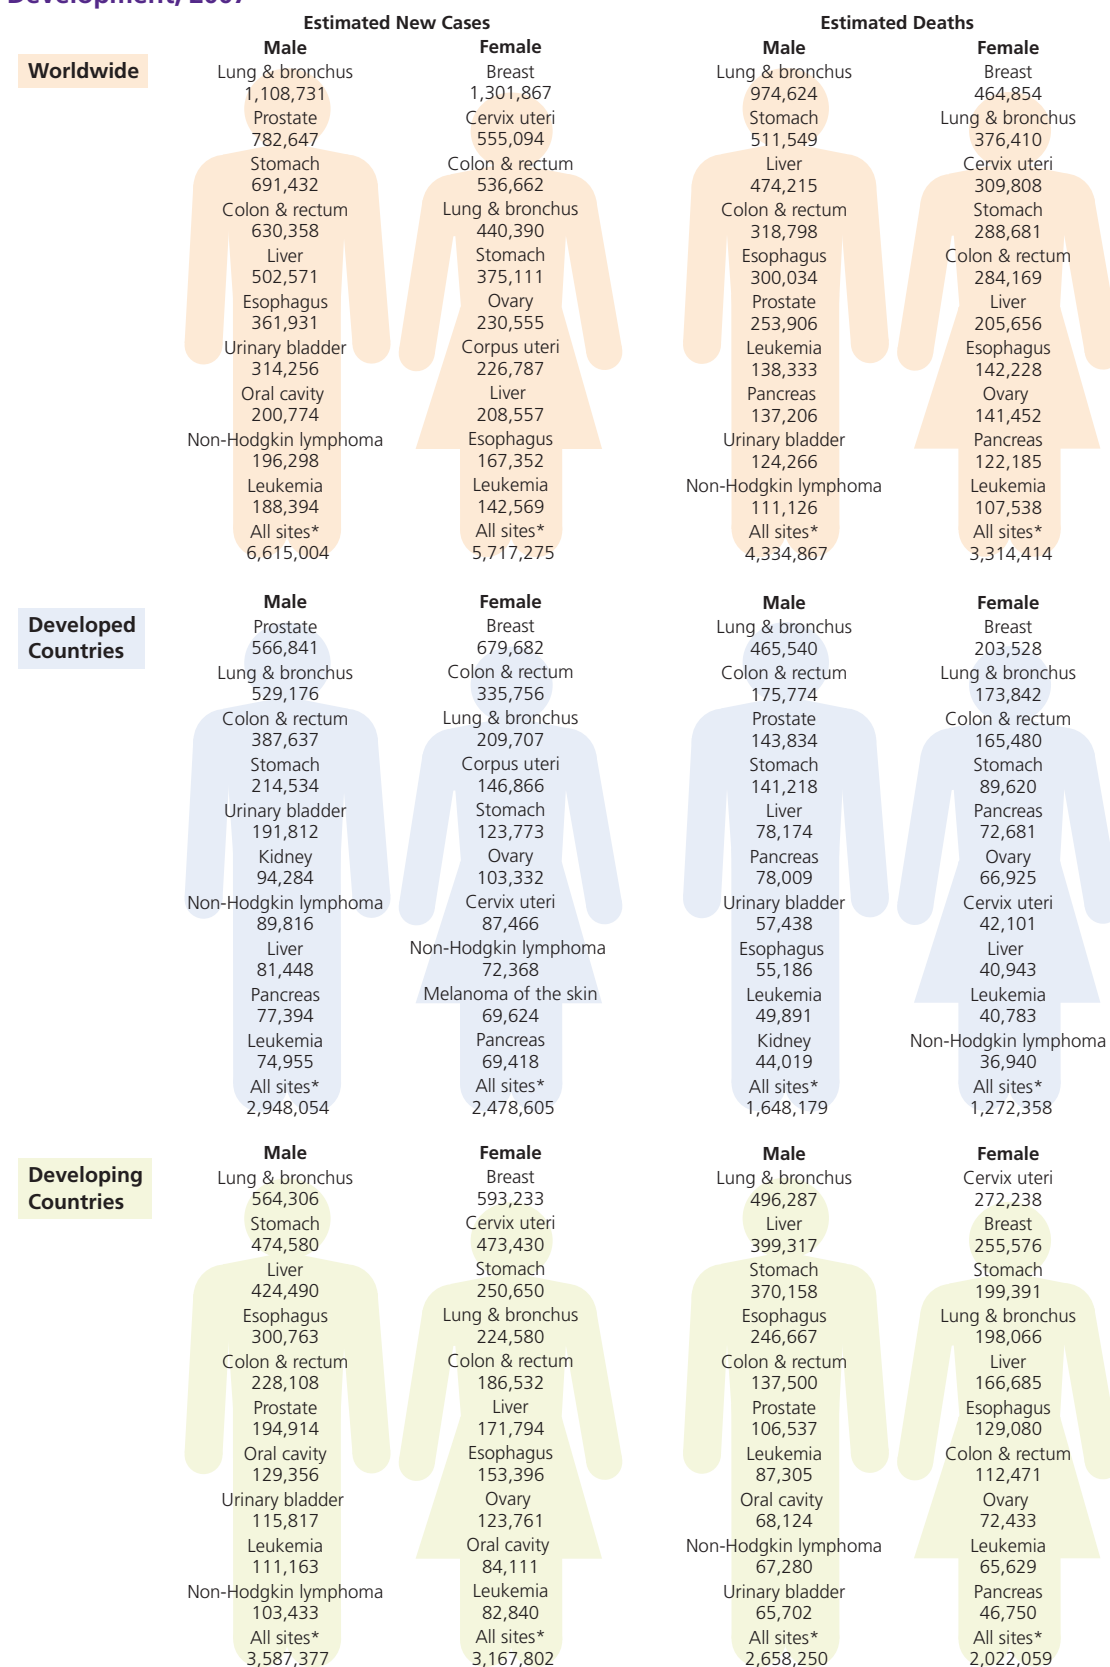 Development, 2007
Estimated New Cases
Estimated Deaths
Worldwide
Male
Lung & bronchus
1,108,731
Prostate
782,647
Stomach
691,432
Colon & rectum
630,358
Liver
502,571
Esophagus
361,931
Urinary bladder
314,256
Oral cavity
200,774
Non-Hodgkin lymphoma
196,298
Leukemia
188,394
All sites*
6,615,004
Female
Breast
1,301,867
Cervix uteri
555,094
Colon & rectum
536,662
Lung & bronchus
440,390
Stomach
375,111
Ovary
230,555
Corpus uteri
226,787
Liver
208,557
Esophagus
167,352
Leukemia
142,569
All sites*
5,717,275
Male
Lung & bronchus
974,624
Stomach
511,549
Liver
474,215
Colon & rectum
318,798
Esophagus
300,034
Prostate
253,906
Leukemia
138,333
Pancreas
137,206
Urinary bladder
124,266
Non-Hodgkin lymphoma
111,126
All sites*
4,334,867
Female
Breast
464,854
Lung & bronchus
376,410
Cervix uteri
309,808
Stomach
288,681
Colon & rectum
284,169
Liver
205,656
Esophagus
142,228
Ovary
141,452
Pancreas
122,185
Leukemia
107,538
All sites*
3,314,414
Developed
Countries
Male
Prostate
566,841
Lung & bronchus
529,176
Colon & rectum
387,637
Stomach
214,534
Urinary bladder
191,812
Kidney
94,284
Non-Hodgkin lymphoma
89,816
Liver
81,448
Pancreas
77,394
Leukemia
74,955
All sites*
2,948,054
Female
Breast
679,682
Colon & rectum
335,756
Lung & bronchus
209,707
Corpus uteri
146,866
Stomach
123,773
Ovary
103,332
Cervix uteri
87,466
Non-Hodgkin lymphoma
72,368
Melanoma of the skin
69,624
Pancreas
69,418
All sites*
2,478,605
Male
Lung & bronchus
465,540
Colon & rectum
175,774
Prostate
143,834
Stomach
141,218
Liver
78,174
Pancreas
78,009
Urinary bladder
57,438
Esophagus
55,186
Leukemia
49,891
Kidney
44,019
All sites*
1,648,179
Female
Breast
203,528
Lung & bronchus
173,842
Colon & rectum
165,480
Stomach
89,620
Pancreas
72,681
Ovary
66,925
Cervix uteri
42,101
Liver
40,943
Leukemia
40,783
Non-Hodgkin lymphoma
36,940
All sites*
1,272,358
Developing
Countries
Male
Lung & bronchus
564,306
Stomach
474,580
Liver
424,490
Esophagus
300,763
Colon & rectum
228,108
Prostate
194,914
Oral cavity
129,356
Urinary bladder
115,817
Leukemia
111,163
Non-Hodgkin lymphoma
103,433
All sites*
3,587,377
Female
Breast
593,233
Cervix uteri
473,430
Stomach
250,650
Lung & bronchus
224,580
Colon & rectum
186,532
Liver
171,794
Esophagus
153,396
Ovary
123,761
Oral cavity
84,111
Leukemia
82,840
All sites*
3,167,802
Male
Lung & bronchus
496,287
Liver
399,317
Stomach
370,158
Esophagus
246,667
Colon & rectum
137,500
Prostate
106,537
Leukemia
87,305
Oral cavity
68,124
Non-Hodgkin lymphoma
67,280
Urinary bladder
65,702
All sites*
2,658,250
Female
Cervix uteri
272,238
Breast
255,576
Stomach
199,391
Lung & bronchus
198,066
Liver
166,685
Esophagus
129,080
Colon & rectum
112,471
Ovary
72,433
Leukemia
65,629
Pancreas
46,750
All sites*
2,022,059